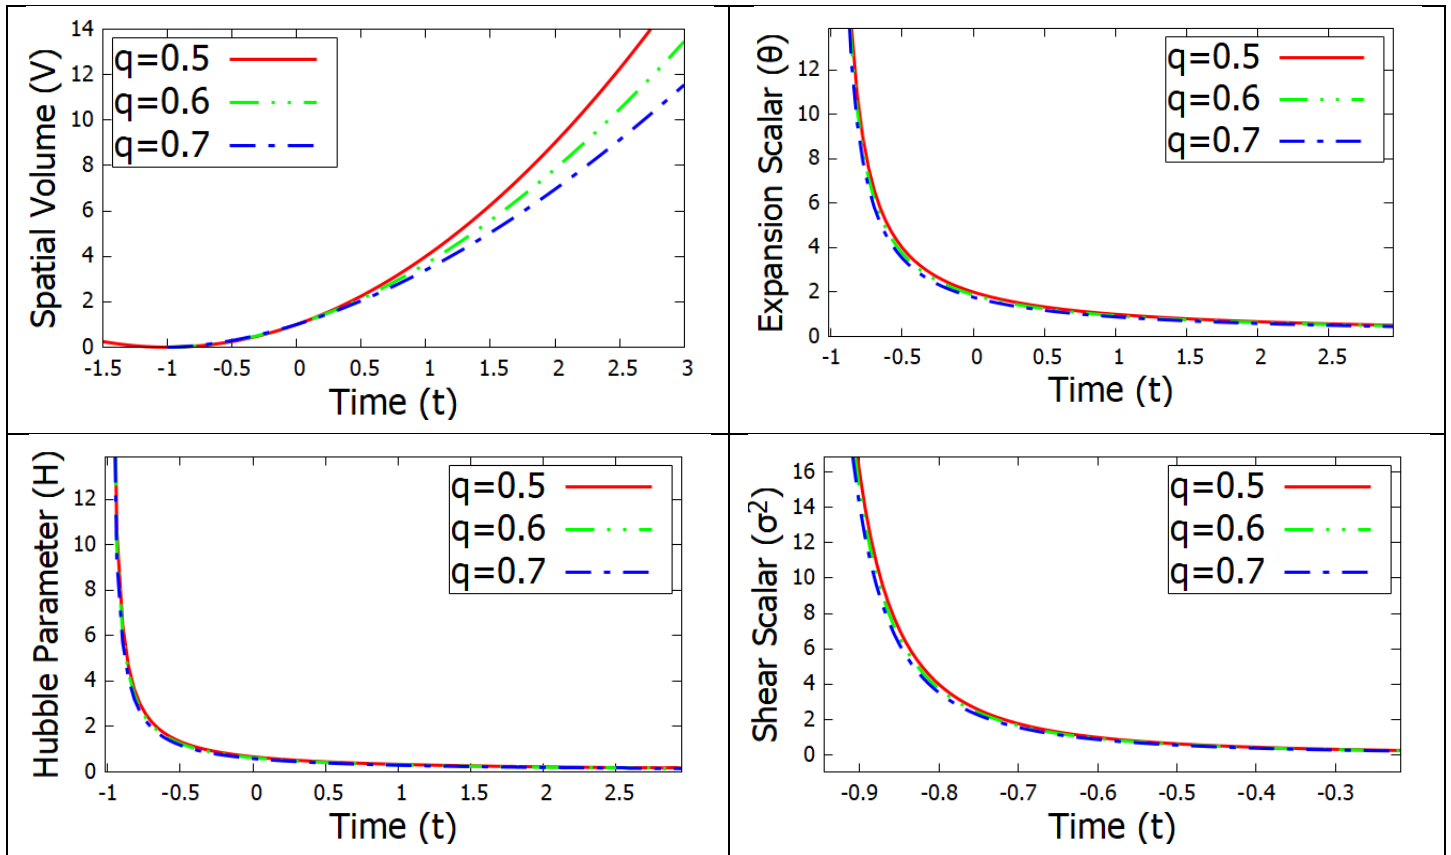 Spatial Volume (V)
14
12
10
8
6
4
2
0
q=0.5
q=0.6
q=0.7
-1.5 -1 -0.5 0 0.5 1 1.5 2 2.5 3
Time (t)
Expansion Scalar (θ)
12
10
8
6
4
2
0
q=0.5
q=0.6
q=0.7
-1 -0.5 0 0.5 1 1.5 2 2.5
Time (t)
Hubble Parameter (H)
12
10
8
6
4
2
0
q=0.5
q=0.6
q=0.7
-1 -0.5 0 0.5 1 1.5 2 2.5
Time (t)
Shear Scalar (σ²)
16
14
12
10
8
6
4
2
0
q=0.5
q=0.6
q=0.7
-0.9 -0.8 -0.7 -0.6 -0.5 -0.4 -0.3
Time (t)